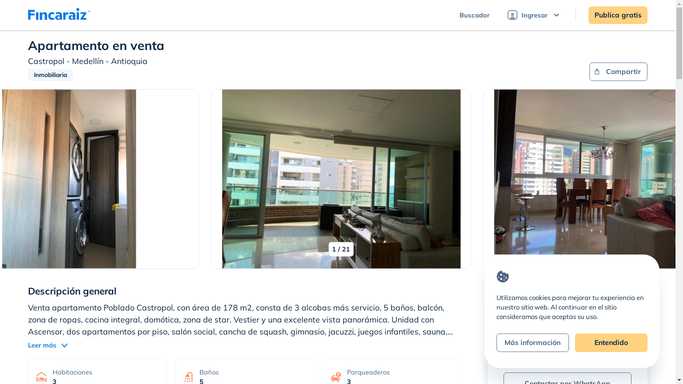 Fincaraiz
Buscador
Ingresar
Publica gratis
Apartamento en venta
Castropol - Medellín - Antioquia
Inmobiliaria
Compartir
1 / 21
Descripción general
Venta apartamento Poblado Castropol, con área de 178 m2, consta de 3 alcobas más servicio, 5 baños, balcón,
zona de ropas, cocina integral, domótica, zona de star. Vestier y una excelente vista panorámica. Unidad con
Ascensor, dos apartamentos por piso, salón social, cancha de squash, gimnasio, jacuzzi, juegos infantiles, sauna,...
Leer más
Habitaciones
3
Baños
5
Parqueaderos
3
Utilizamos cookies para mejorar tu experiencia en
nuestro sitio web. Al continuar en el sitio
consideramos que aceptas su uso.
Más información
Entendido
Contactar por WhatsApp